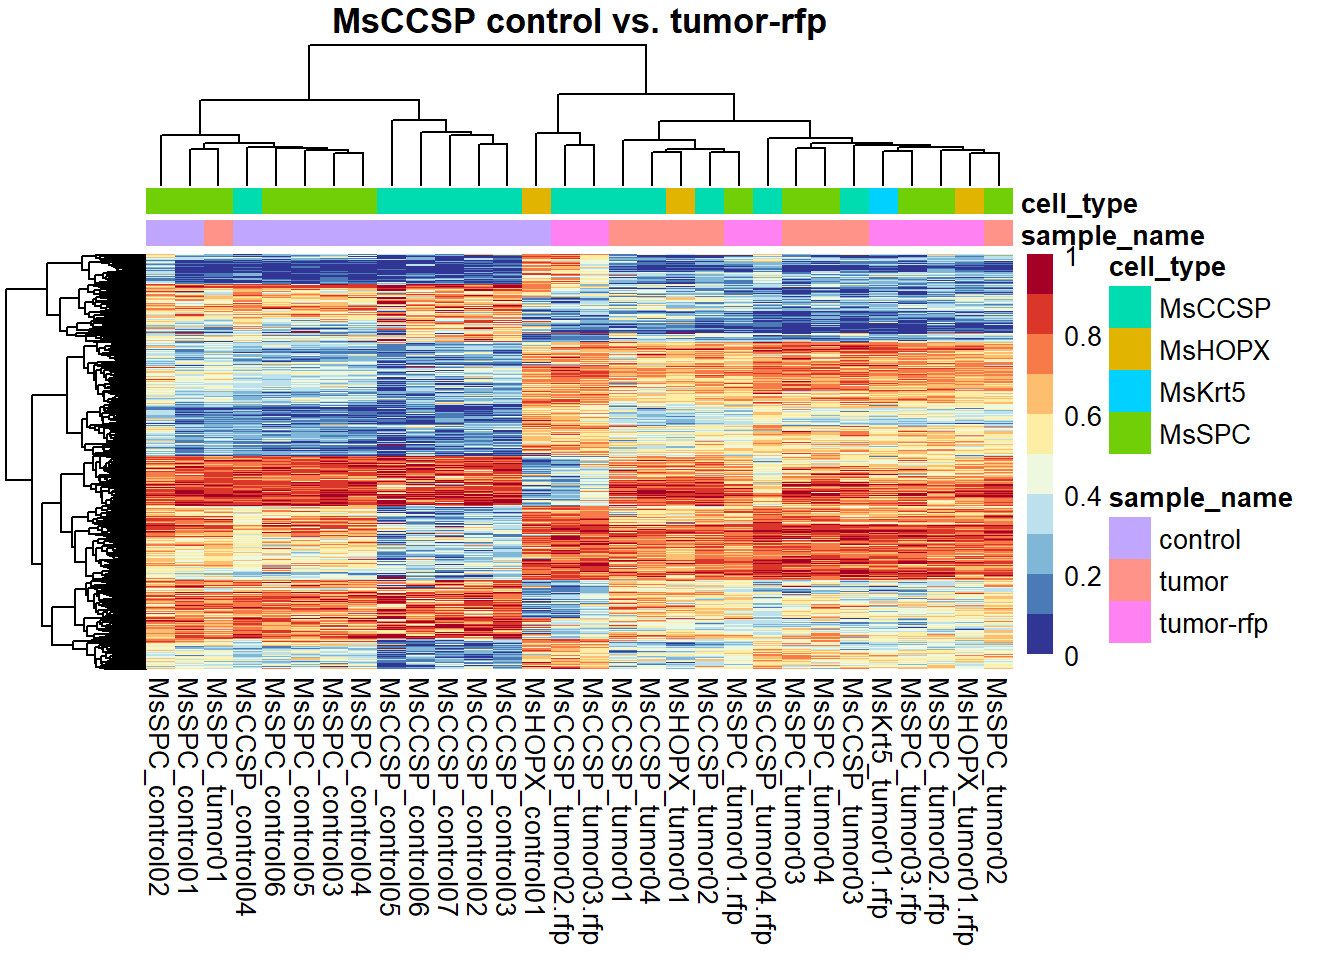 MsCCSP control vs. tumor-rfp
cell_type
sample_name
1
0.8
0.6
0.4
0.2
0
cell_type
MsCCSP
MsHOPX
MsKrt5
MsSPC
sample_name
control
tumor
tumor-rfp
MsSPC_control02
MsSPC_control01
MsSPC_tumor01
MsCCSP_control04
MsSPC_control06
MsSPC_control05
MsSPC_control03
MsSPC_control04
MsCCSP_control05
MsCCSP_control06
MsCCSP_control07
MsCCSP_control02
MsCCSP_control03
MsHOPX_control01
MsCCSP_tumor02.rfp
MsCCSP_tumor03.rfp
MsCCSP_tumor01
MsCCSP_tumor04
MsHOPX_tumor01
MsCCSP_tumor02
MsSPC_tumor01.rfp
MsCCSP_tumor04.rfp
MsSPC_tumor03
MsSPC_tumor04
MsCCSP_tumor03
MsKrt5_tumor01.rfp
MsSPC_tumor03.rfp
MsSPC_tumor02.rfp
MsHOPX_tumor01.rfp
MsSPC_tumor02